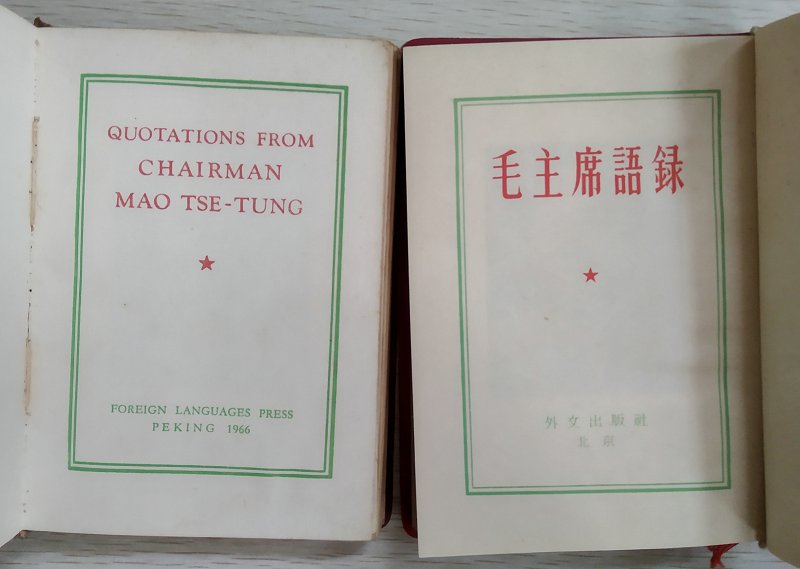 QUOTATIONS FROM
CHAIRMAN
MAO TSE-TUNG
FOREIGN LANGUAGES PRESS
PEKING 1966
毛主席語録
外文出版社
北京